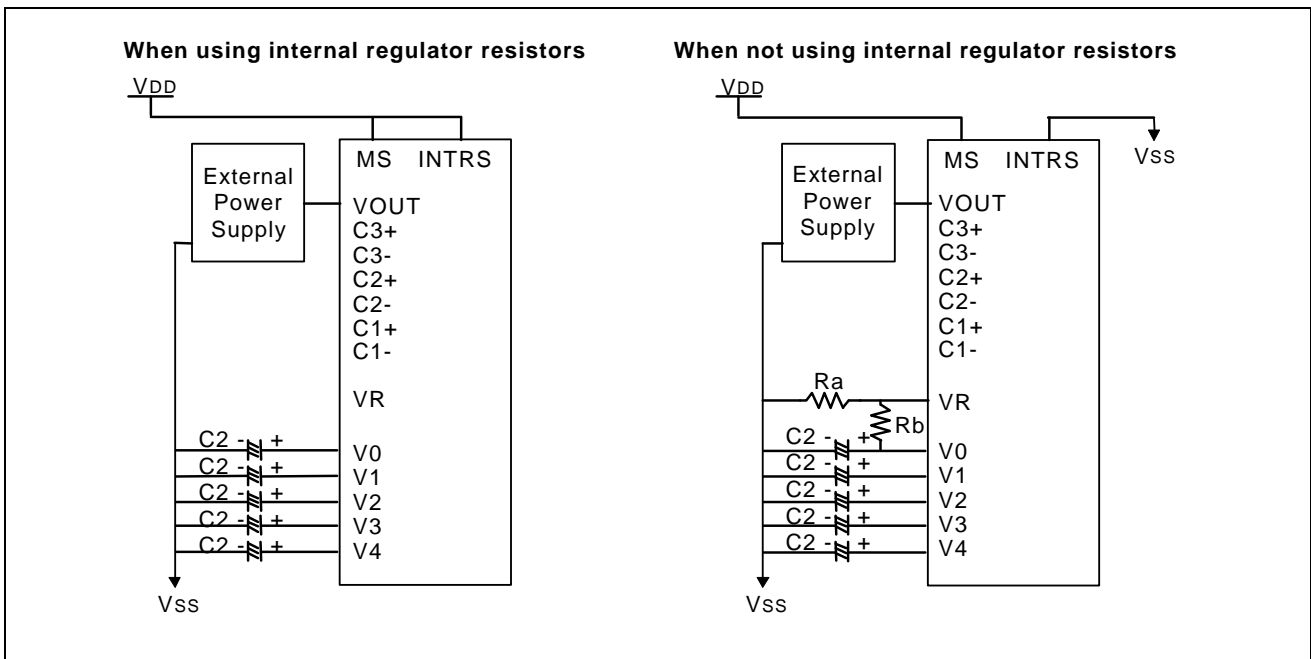 When using internal regulator resistors
VDD
MS INTRS
External
Power
Supply
VOUT
C3+
C3-
C2+
C2-
C1+
C1-
VR
C2 - + V0
C2 - + V1
C2 - + V2
C2 - + V3
C2 - + V4
Vss
When not using internal regulator resistors
VDD
MS INTRS
Vss
External
Power
Supply
VOUT
C3+
C3-
C2+
C2-
C1+
C1-
Ra
VR
Rb
C2 - + V0
C2 - + V1
C2 - + V2
C2 - + V3
C2 - + V4
Vss